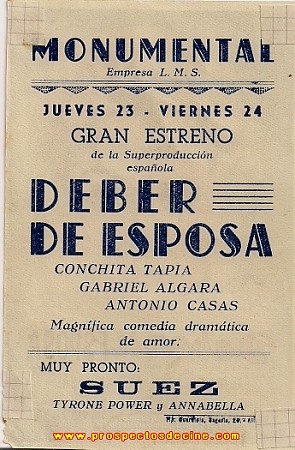 MONUMENTAL
Empresa L. M. S.
JUEVES 23 - VIERNES 24
GRAN ESTRENO
de la Superproducción
española
DEBER
DE ESPOSA
CONCHITA TAPIA
GABRIEL ALGARA
ANTONIO CASAS
Magnífica comedia dramática
de amor.
MUY PRONTO:
SUEZ
TYRONE POWER y ANNABELLA
www.prospectosdecine.com